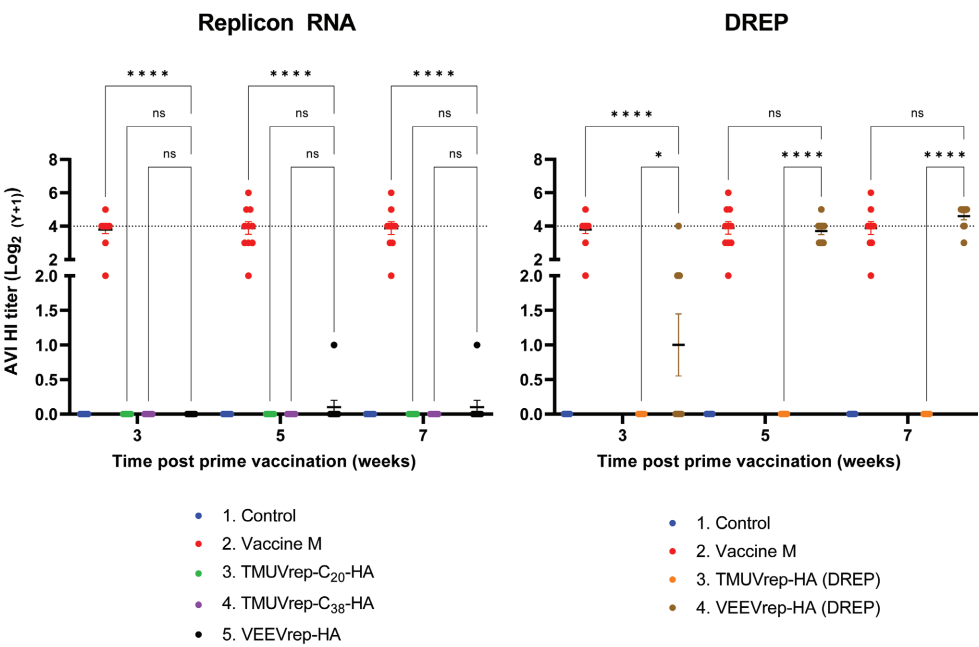 Replicon RNA
DREP
**** **** ****
ns ns ns
ns ns ns
**** ns ns
* **** ****
AVI HI titer (Log2 (Y+1))
8
6
4
2
2.0
1.5
1.0
0.5
0.0
3 5 7
Time post prime vaccination (weeks)
8
6
4
2
2.0
1.5
1.0
0.5
0.0
3 5 7
Time post prime vaccination (weeks)
1. Control
2. Vaccine M
3. TMUVrep-C20-HA
4. TMUVrep-C38-HA
5. VEEVrep-HA
1. Control
2. Vaccine M
3. TMUVrep-HA (DREP)
4. VEEVrep-HA (DREP)